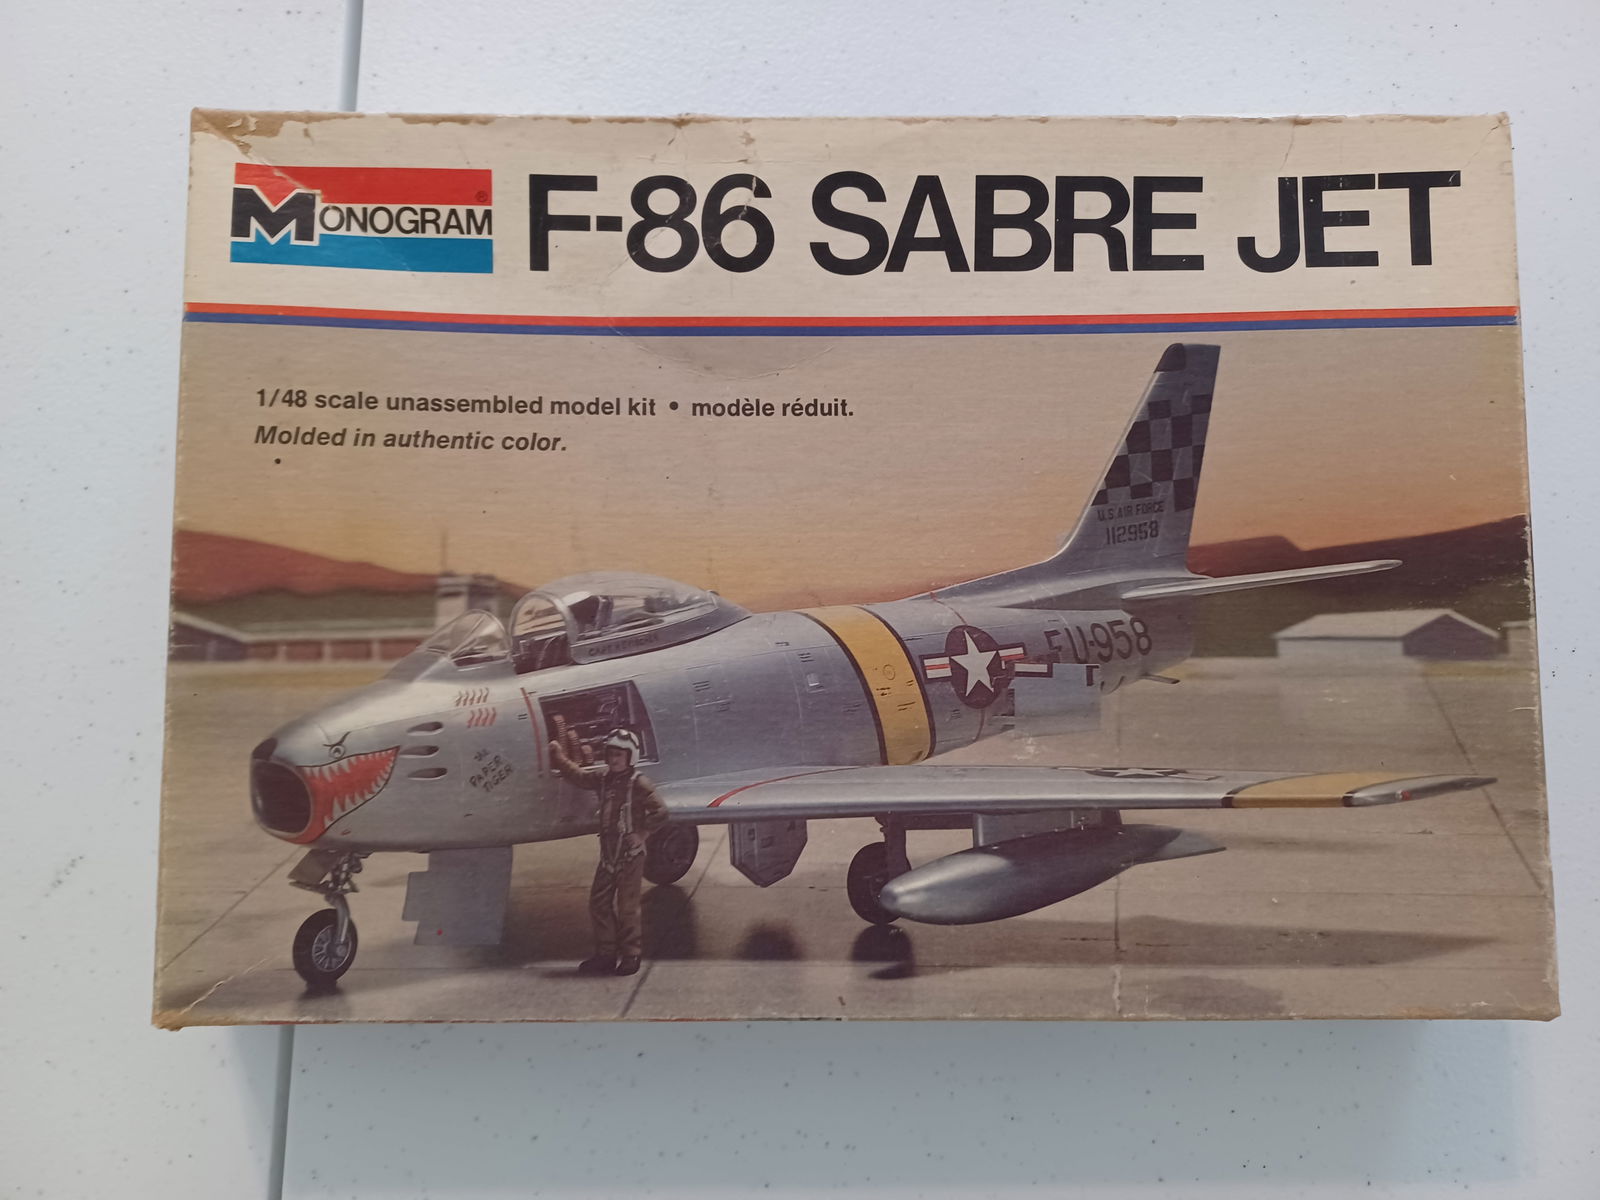 MONOGRAM®
F-86 SABRE JET
1/48 scale unassembled model kit • modèle réduit.
Molded in authentic color.
U.S. AIR FORCE
112958
FU-958
the
PAPER
TIGER